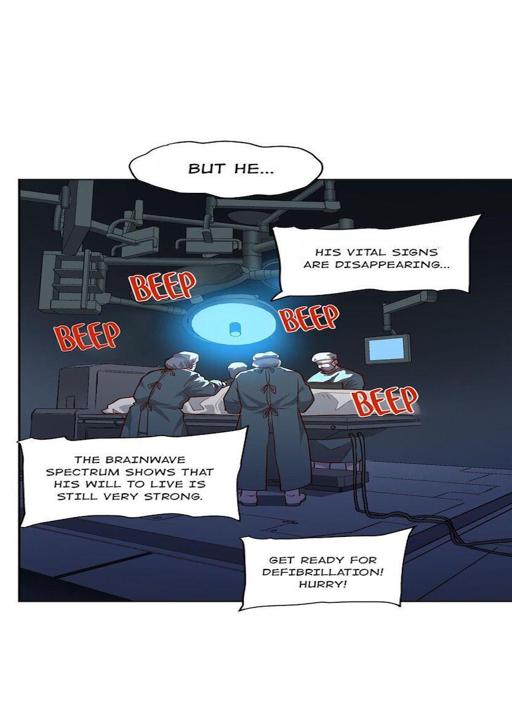 BUT HE...
HIS VITAL SIGNS
ARE DISAPPEARING...
BEEP
BEEP
BEEP
BEEP
THE BRAINWAVE
SPECTRUM SHOWS THAT
HIS WILL TO LIVE IS
STILL VERY STRONG.
GET READY FOR
DEFIBRILLATION!
HURRY!